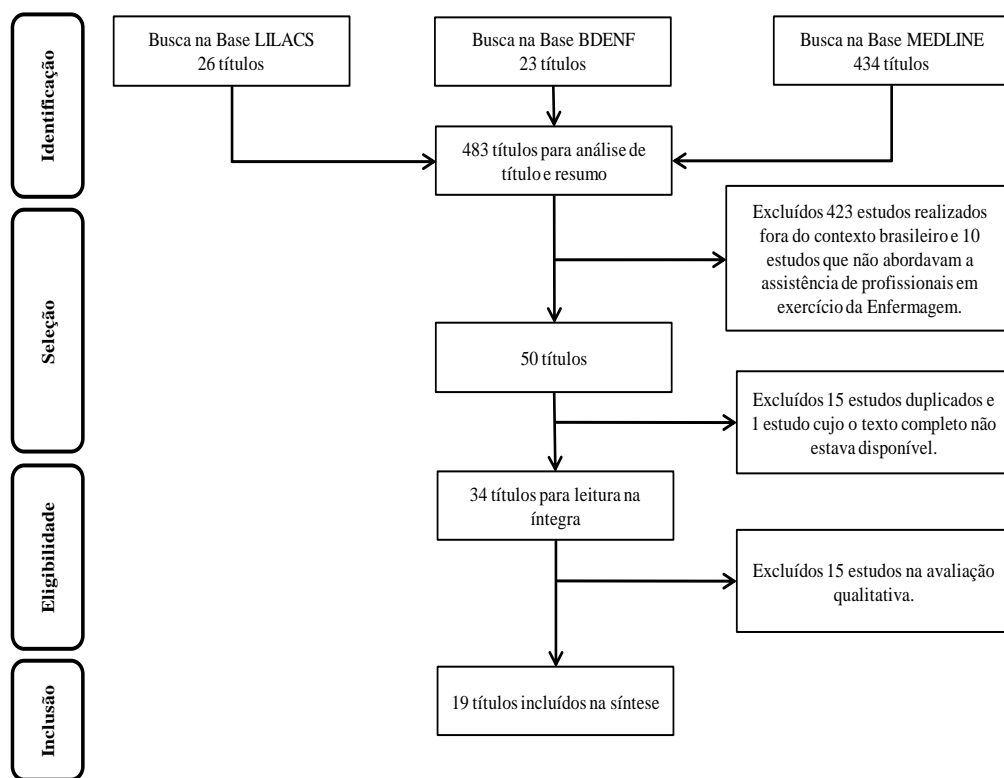 Identificação
Busca na Base LILACS
26 títulos
Busca na Base BDENF
23 títulos
Busca na Base MEDLINE
434 títulos
483 títulos para análise de
título e resumo
Seleção
Excluídos 423 estudos realizados
fora do contexto brasileiro e 10
estudos que não abordavam a
assistência de profissionais em
exercício da Enfermagem.
50 títulos
Excluídos 15 estudos duplicados e
1 estudo cujo o texto completo não
estava disponível.
Eligibilidade
34 títulos para leitura na
íntegra
Excluídos 15 estudos na avaliação
qualitativa.
Inclusão
19 títulos incluídos na síntese